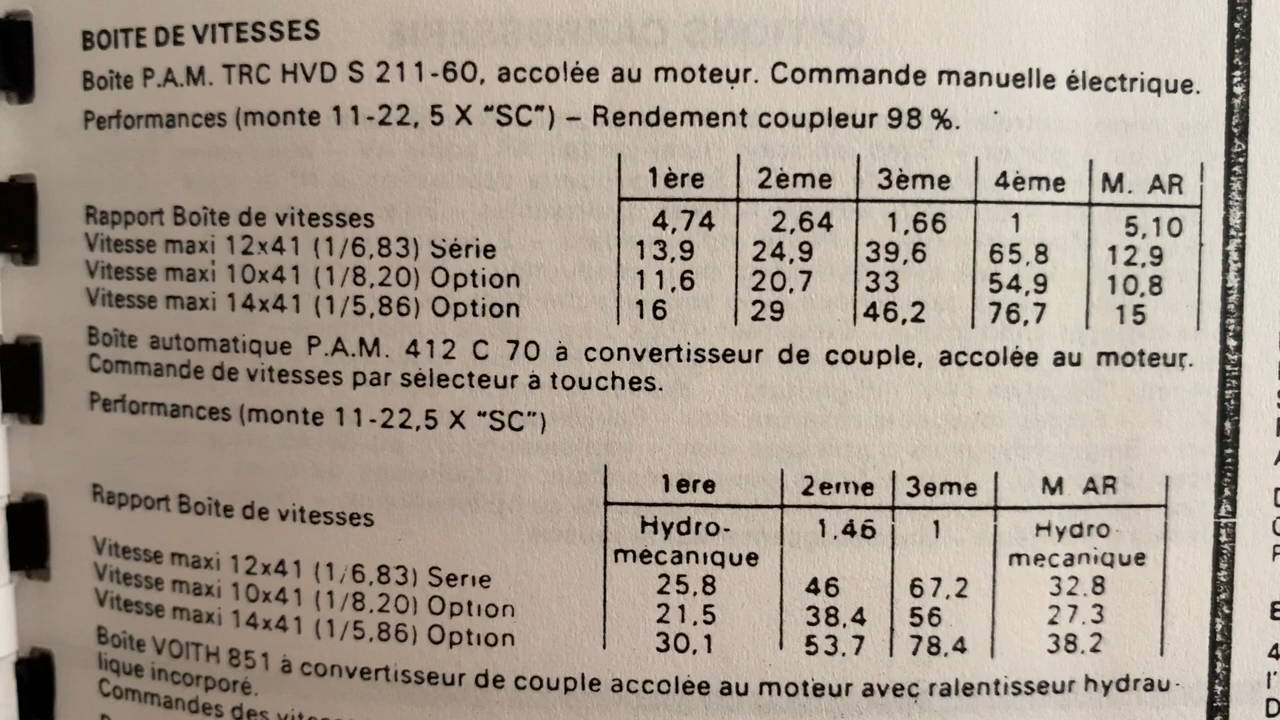 BOITE DE VITESSES
Boîte P.A.M. TRC HVD S 211-60, accolée au moteur. Commande manuelle électrique.
Performances (monte 11-22, 5 X “SC”) – Rendement coupleur 98 %.
1ère 2ème 3ème 4ème M. AR
Rapport Boîte de vitesses 4,74 2,64 1,66 1 5,10
Vitesse maxi 12x41 (1/6,83) Série 13,9 24,9 39,6 65,8 12,9
Vitesse maxi 10x41 (1/8,20) Option 11,6 20,7 33 54,9 10,8
Vitesse maxi 14x41 (1/5,86) Option 16 29 46,2 76,7 15
Boîte automatique P.A.M. 412 C 70 à convertisseur de couple, accolée au moteur.
Commande de vitesses par sélecteur à touches.
Performances (monte 11-22,5 X “SC”)
1ere 2eme 3eme M AR
Rapport Boîte de vitesses Hydro- 1.46 1 Hydro-
mécanique mecanique
Vitesse maxi 12x41 (1/6,83) Serie 25,8 46 67,2 32.8
Vitesse maxi 10x41 (1/8,20) Option 21,5 38,4 56 27.3
Vitesse maxi 14x41 (1/5,86) Option 30,1 53.7 78,4 38.2
Boîte VOITH 851 à convertisseur de couple accolée au moteur avec ralentisseur hydrau-
lique incorporé.
Commandes des